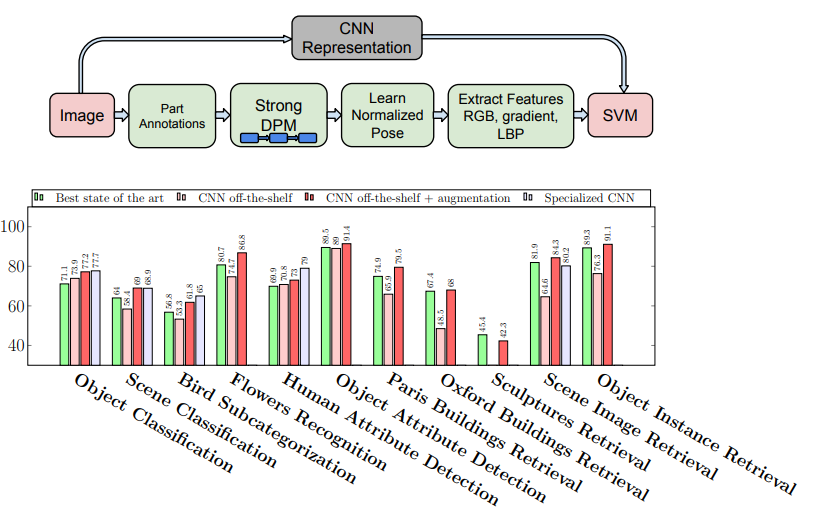 CNN
Representation
Image
Part
Annotations
Strong
DPM
Learn
Normalized
Pose
Extract Features
RGB, gradient,
LBP
SVM
Best state of the art
CNN off-the-shelf
CNN off-the-shelf + augmentation
Specialized CNN
100
80
60
40
71.1
73.9
77.2
77.7
64
58.4
69
68.9
56.8
53.3
61.8
65
80.7
74.7
86.8
69.9
70.8
73
79
89.5
89
91.4
74.9
65.9
79.5
67.4
48.5
68
45.4
42.3
81.9
64.6
84.3
80.2
89.3
76.3
91.1
Object Classification
Scene Classification
Bird Subcategorization
Flowers Recognition
Human Attribute Detection
Object Attribute Detection
Paris Buildings Retrieval
Oxford Buildings Retrieval
Sculptures Retrieval
Scene Image Retrieval
Object Instance Retrieval